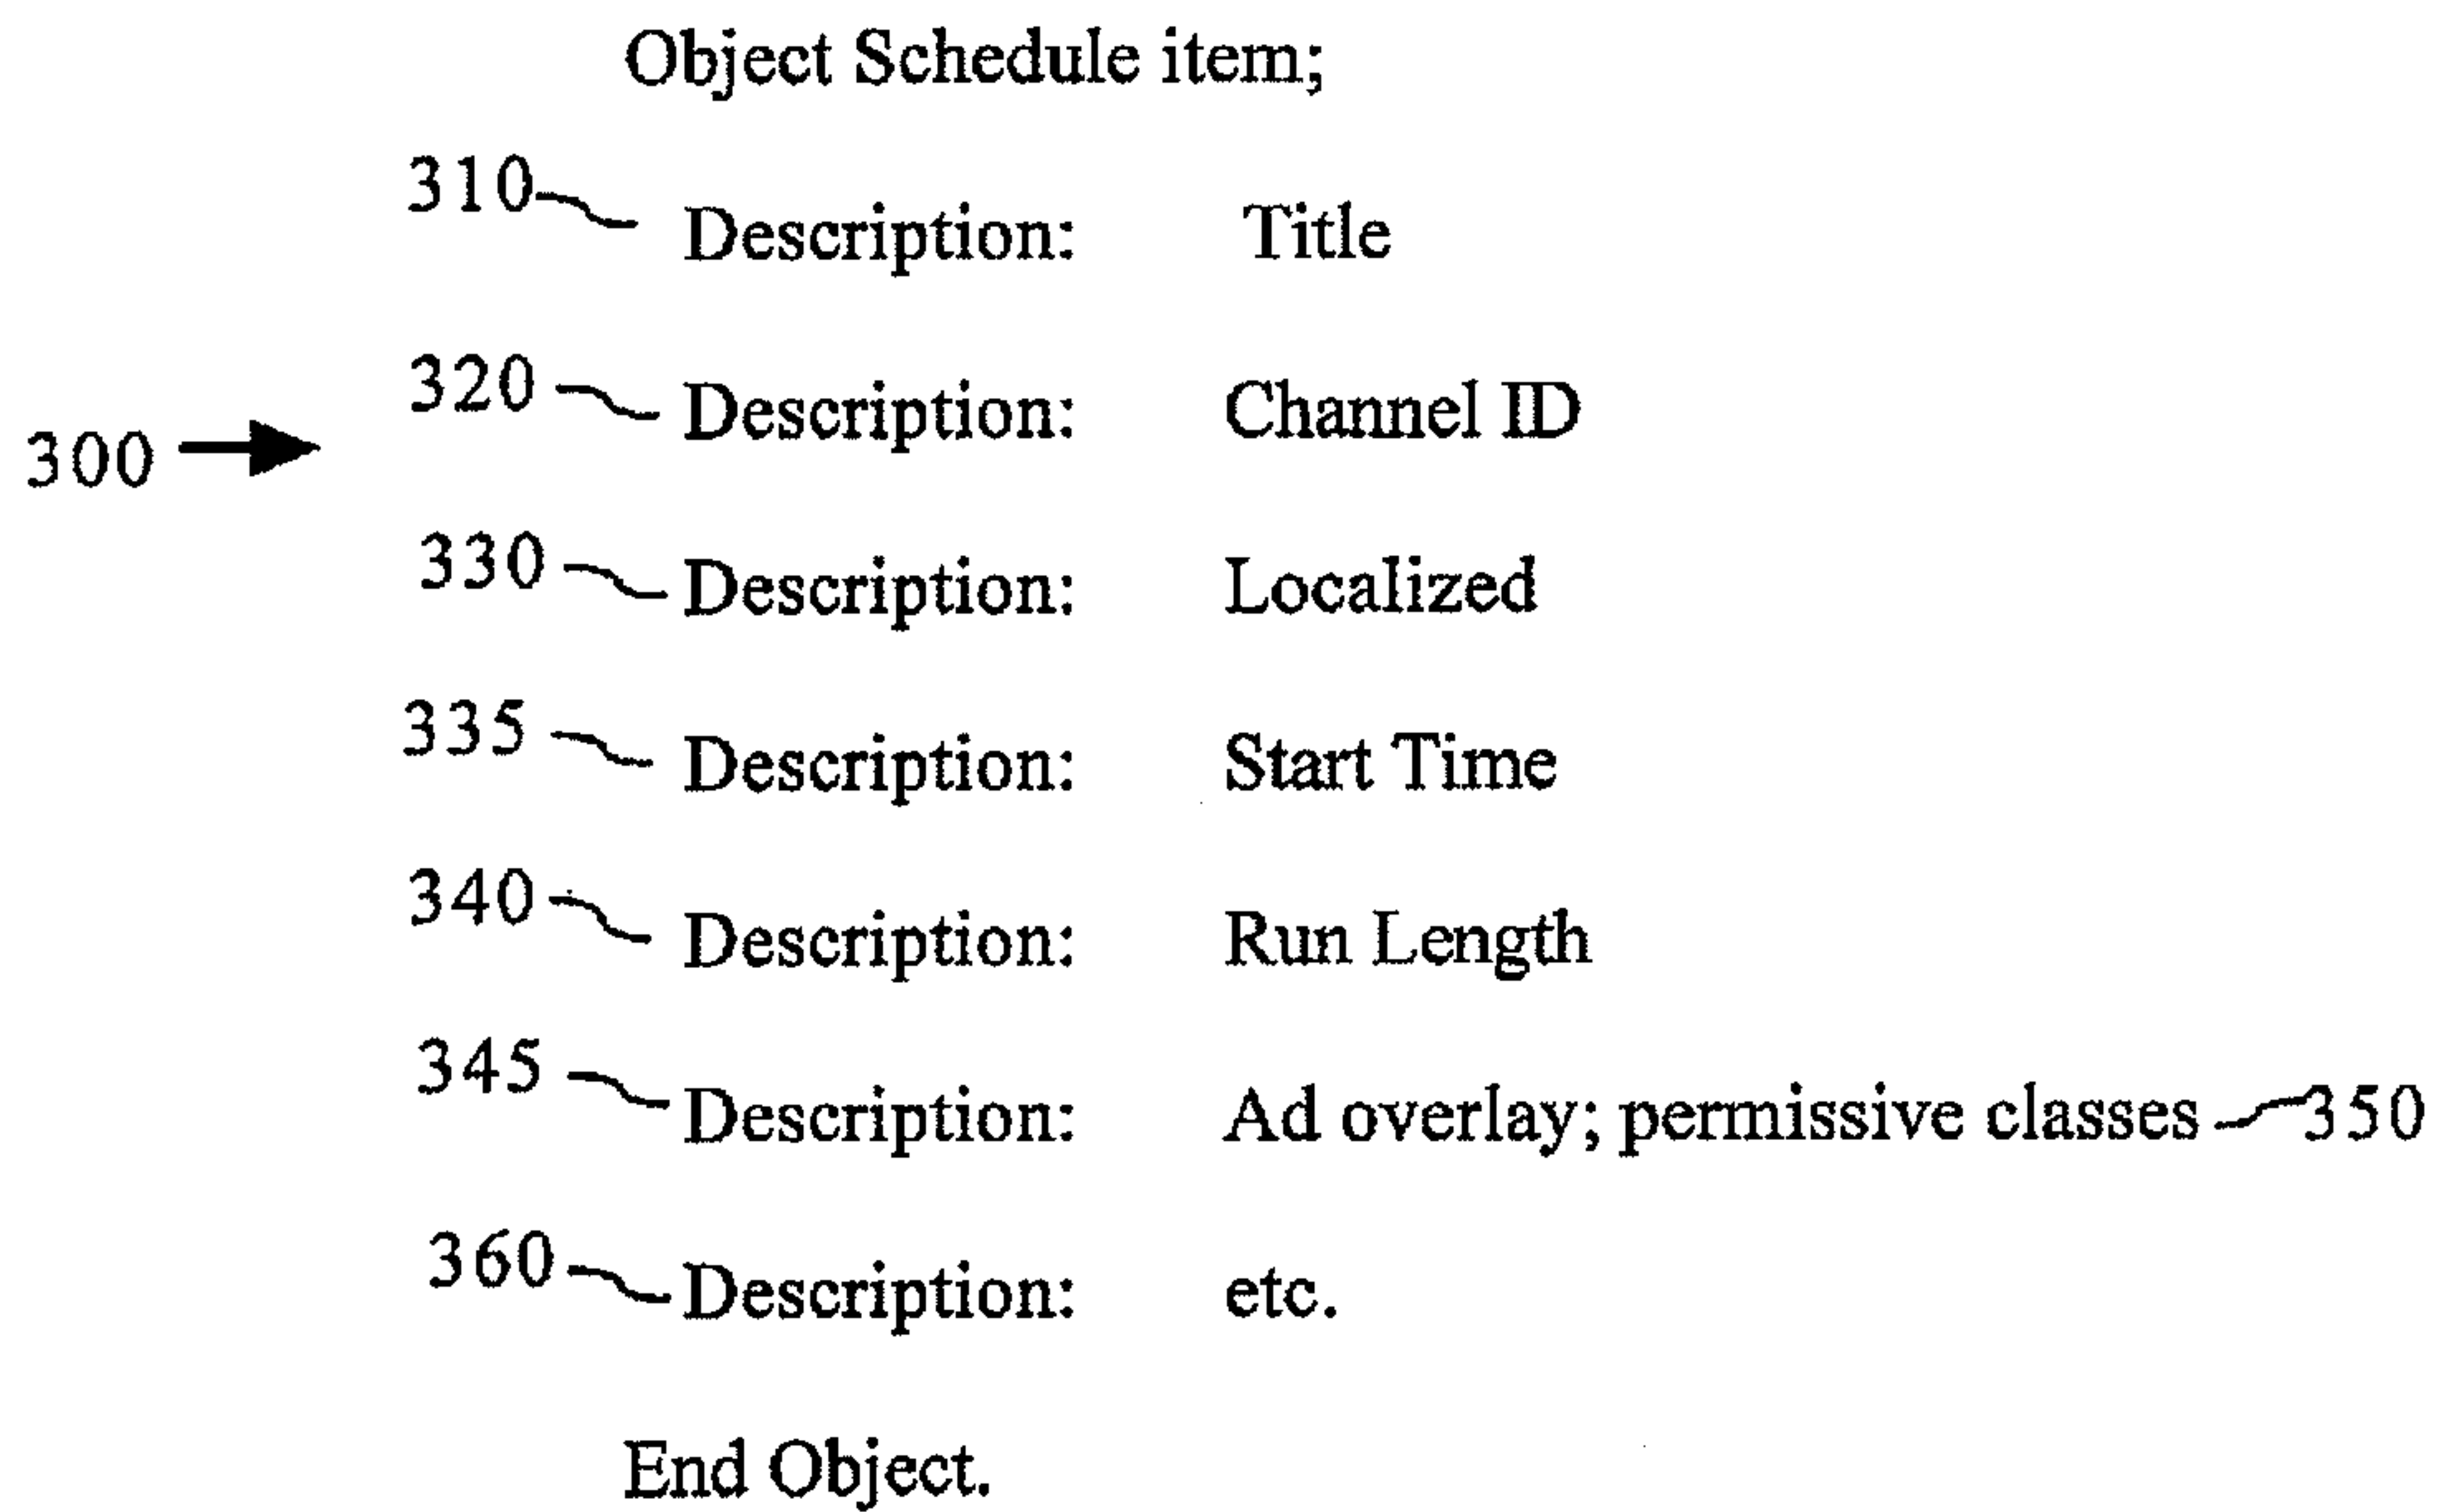 Object Schedule item;
310 Description: Title
320 Description: Channel ID
300
330 Description: Localized
335 Description: Start Time
340 Description: Run Length
345 Description: Ad overlay; permissive classes 350
360 Description: etc.
End Object.